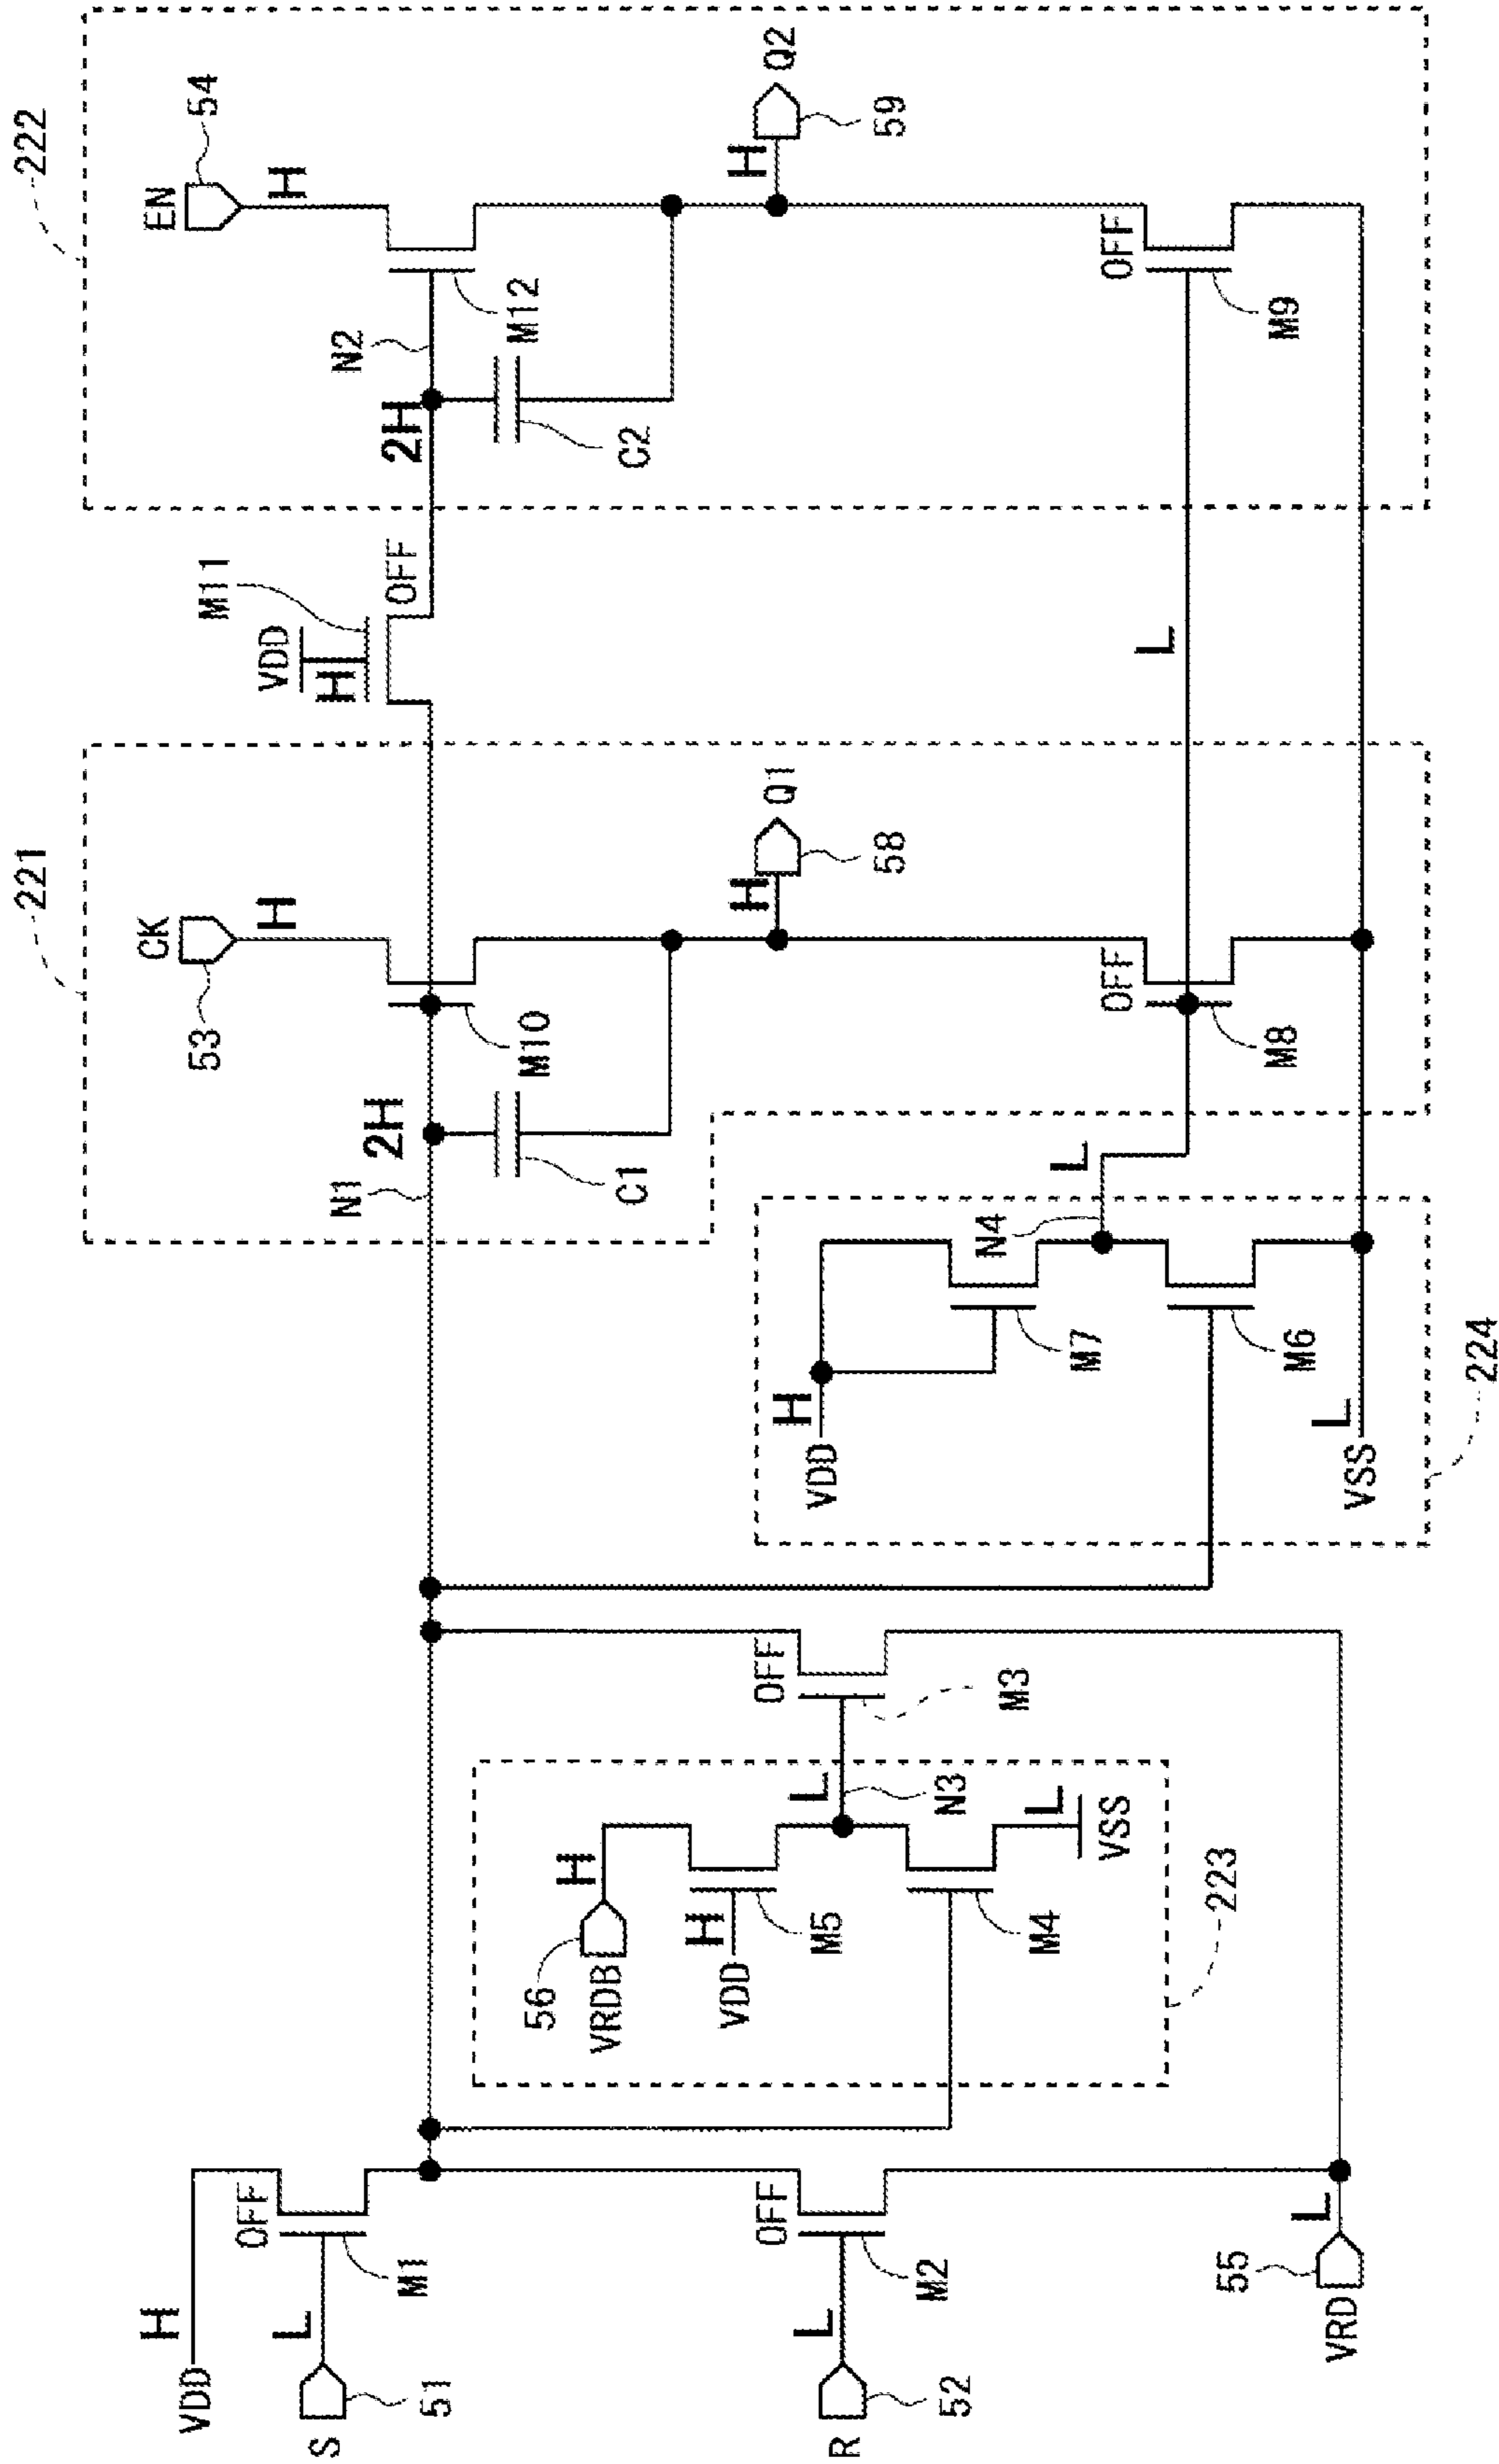 221
222
53
CK
H
54
EN
H
VDD
H
OFF
M1
S
51
L
N1
2H
M10
C1
VDD
H
M11
OFF
2H
N2
M12
C2
56
VRDB
H
VDD
H
M5
L
N3
M4
L
VSS
223
OFF
M3
VDD
H
M7
N4
L
M6
VSS
L
224
H
Q1
58
OFF
M8
L
H
Q2
59
OFF
M9
R
52
L
OFF
M2
VRD
55
L